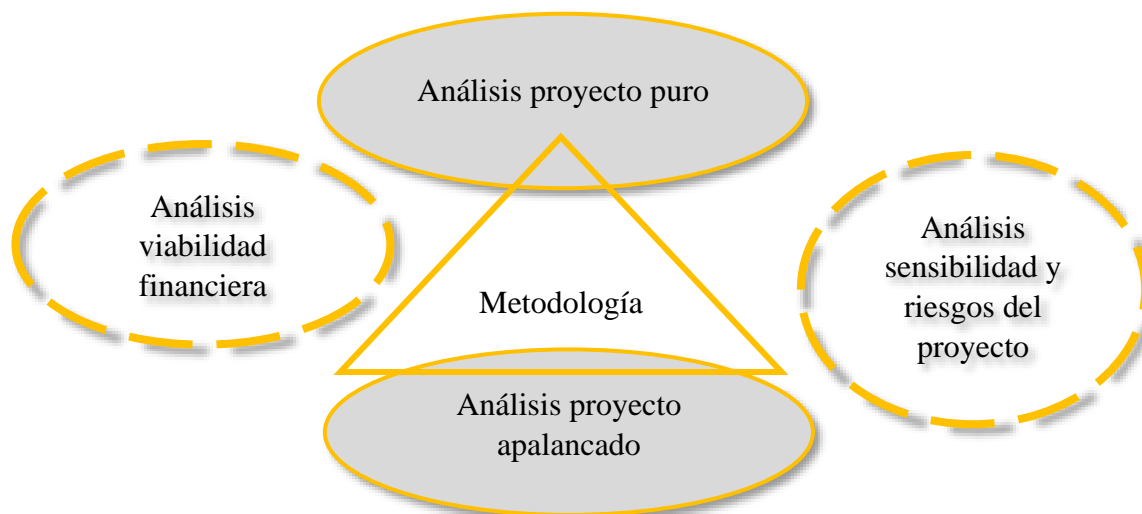 Análisis proyecto puro
Análisis
viabilidad
financiera
Análisis
sensibilidad y
riesgos del
proyecto
Metodología
Análisis proyecto
apalancado